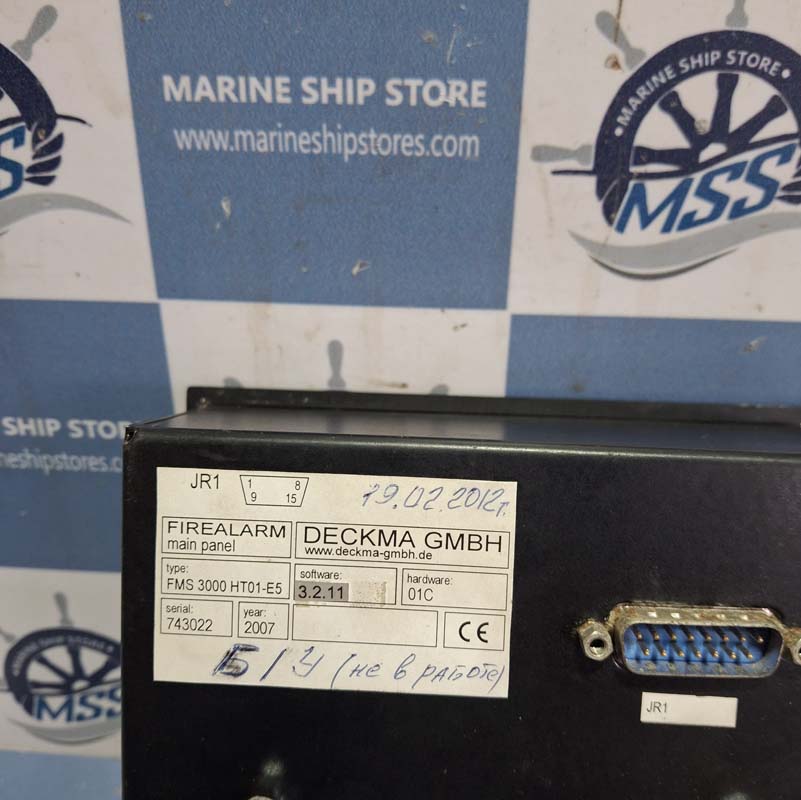 MARINE SHIP STORE
www.marineshipstores.com
MARINE SHIP STORE
MSS
S
SHIP STOR
neshipstores.com
MSS
JR1
1 8
9 15
19.02.2012г.
FIREALARM
main panel
DECKMA GMBH
www.deckma-gmbh.de
type:
FMS 3000 HT01-E5
software:
3.2.11
hardware:
01C
serial:
743022
year:
2007
CE
Б/У (не в работе)
JR1